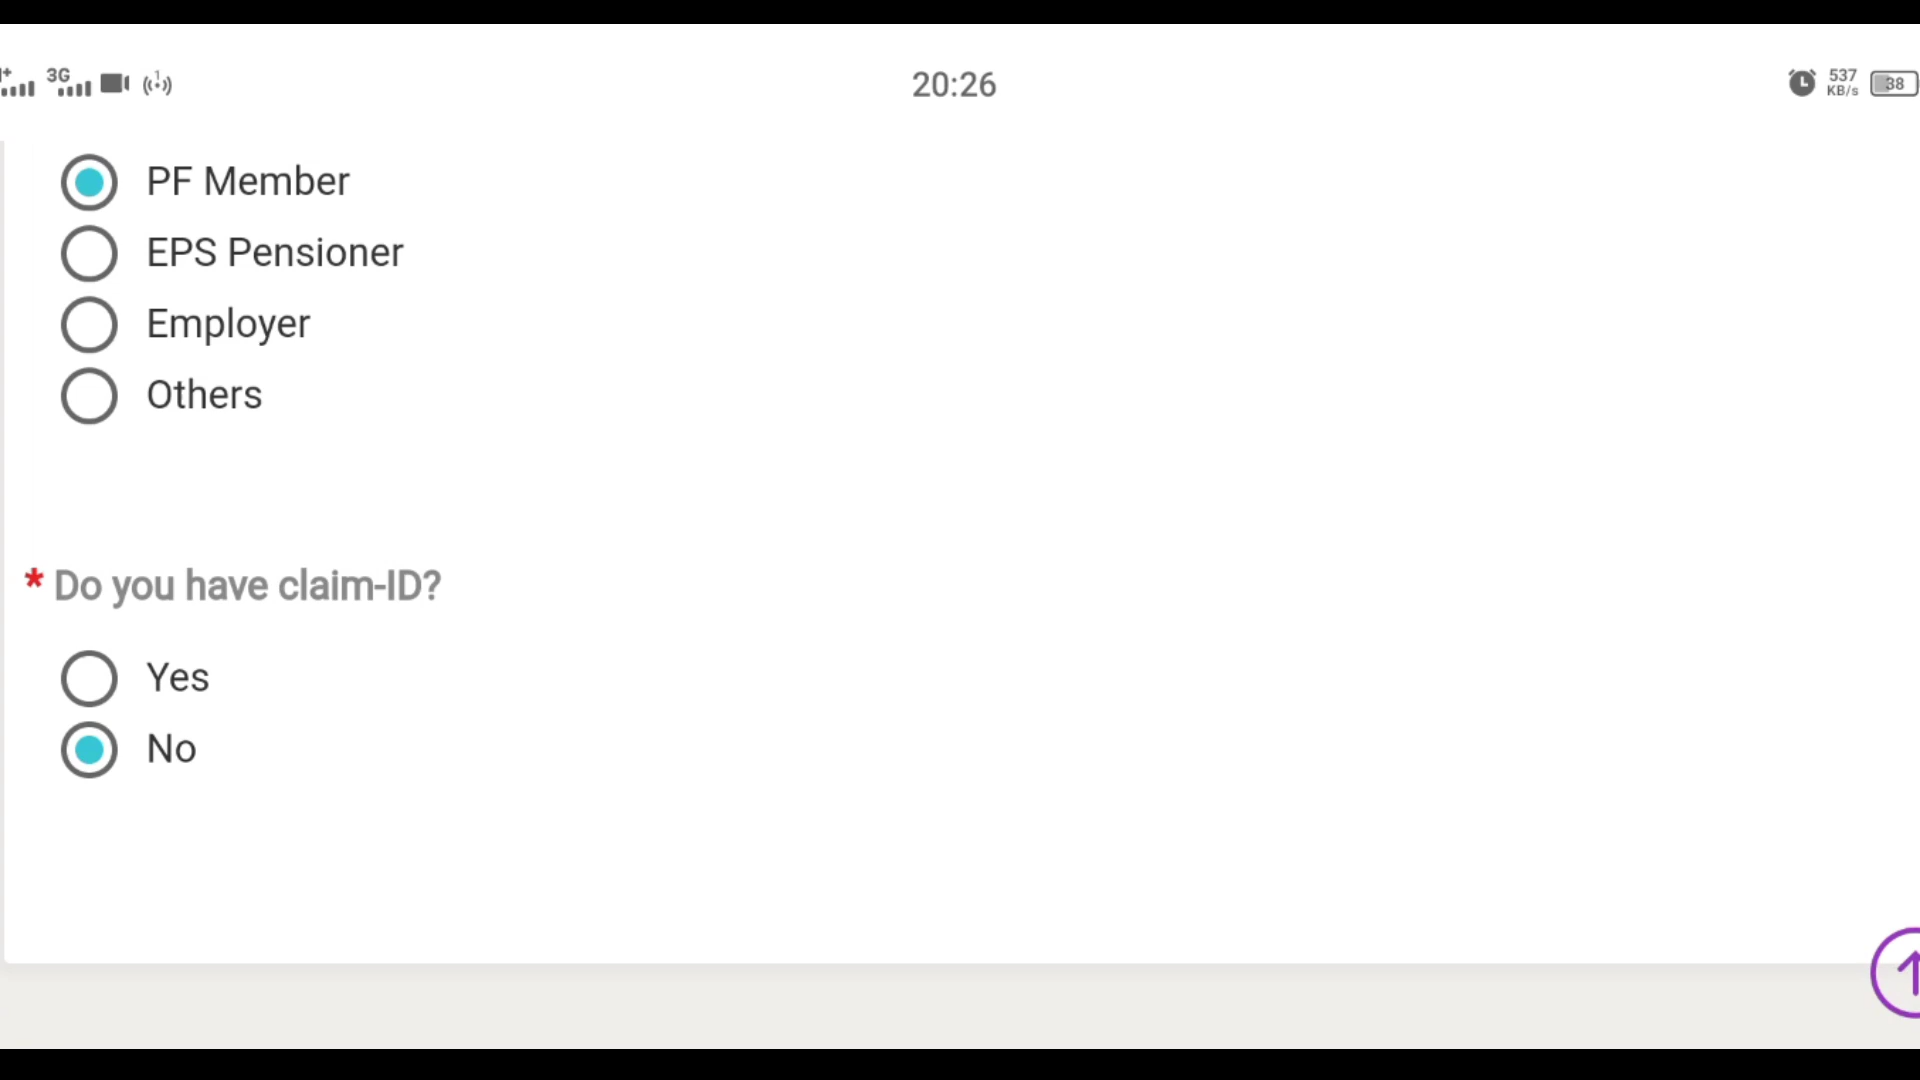 3G
20:26
537
KB/s
38
PF Member
EPS Pensioner
Employer
Others
* Do you have claim-ID?
Yes
No